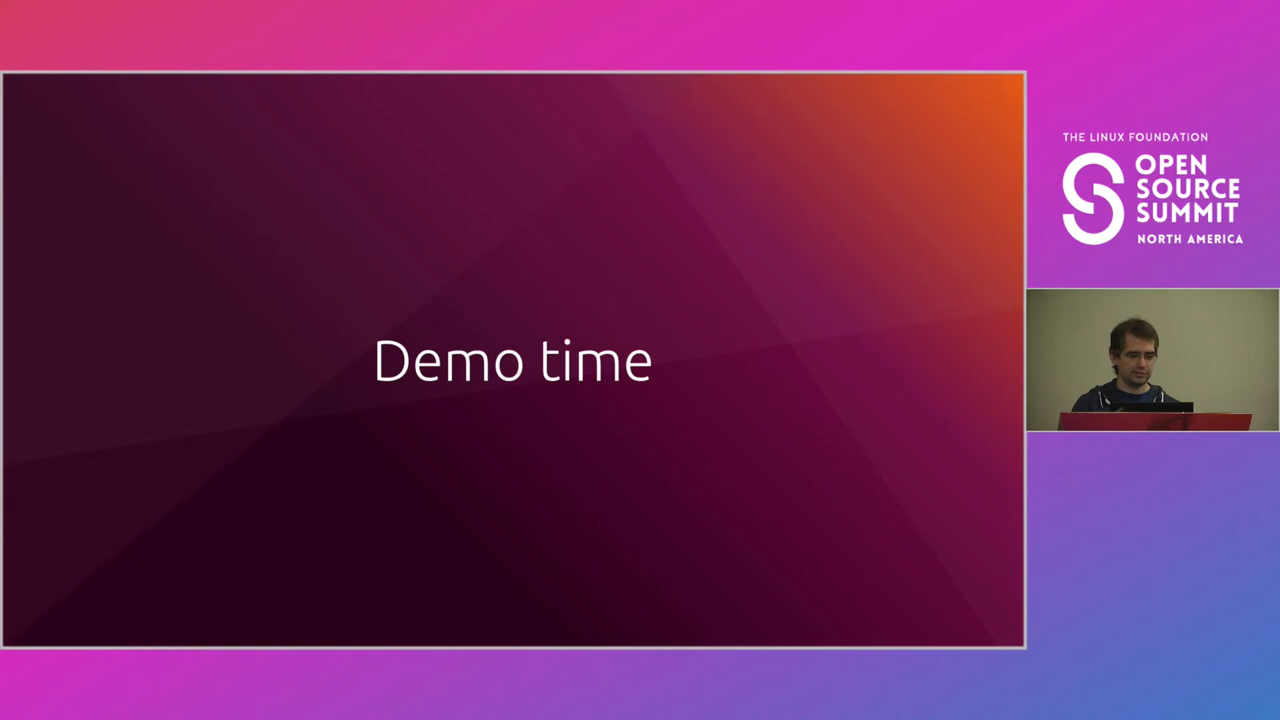 Demo time
THE LINUX FOUNDATION
OPEN
SOURCE
SUMMIT
NORTH AMERICA